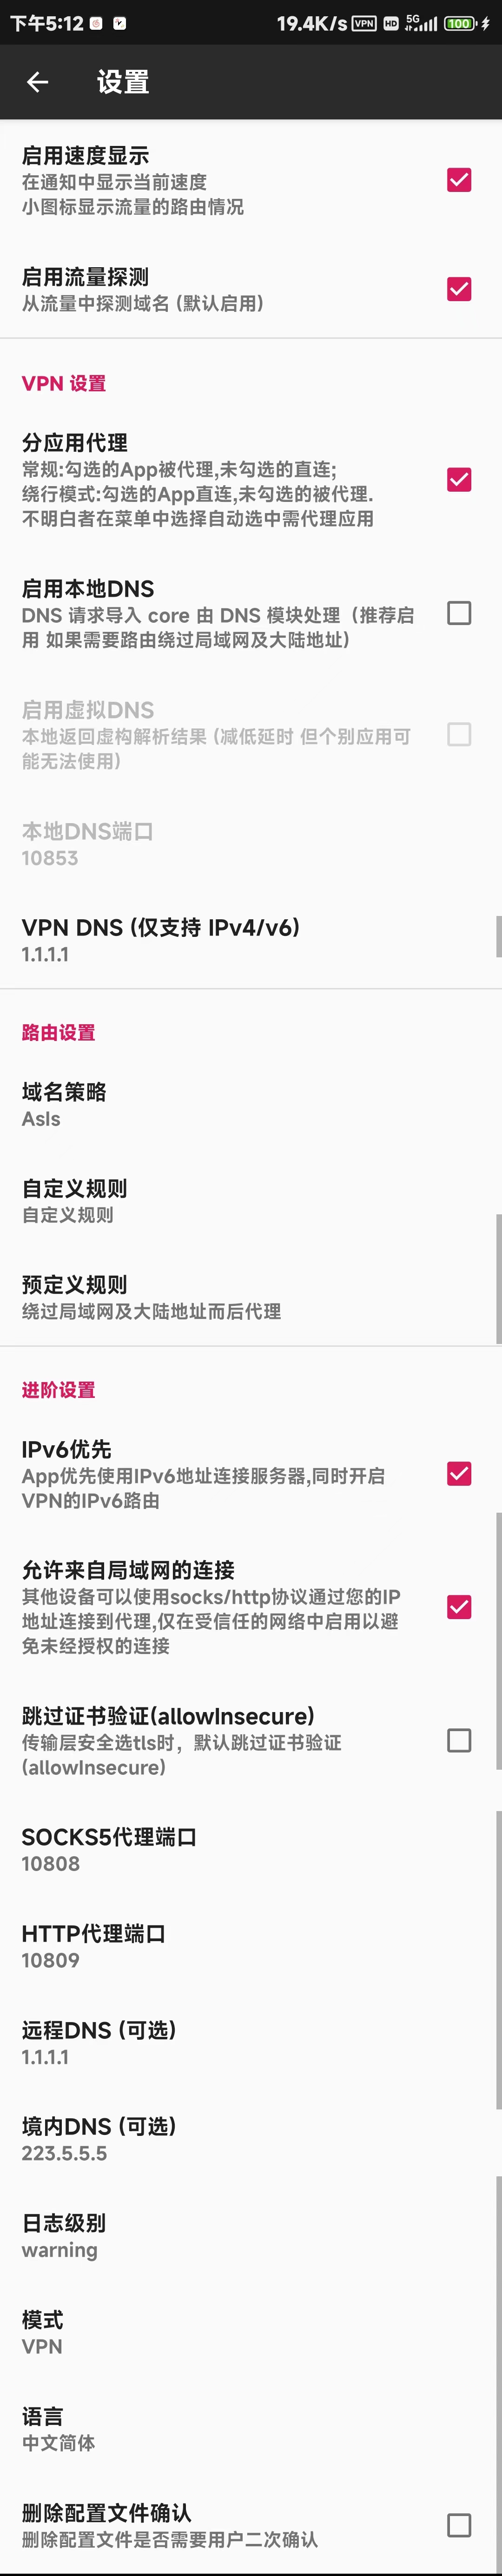 下午5:12
19.4K/s VPN HD 5G 100
设置
启用速度显示
在通知中显示当前速度
小图标显示流量的路由情况
启用流量探测
从流量中探测域名 (默认启用)
VPN 设置
分应用代理
常规:勾选的App被代理,未勾选的直连;
绕行模式:勾选的App直连,未勾选的被代理.
不明白者在菜单中选择自动选中需代理应用
启用本地DNS
DNS 请求导入 core 由 DNS 模块处理（推荐启
用 如果需要路由绕过局域网及大陆地址)
启用虚拟DNS
本地返回虚构解析结果 (减低延时 但个别应用可
能无法使用)
本地DNS端口
10853
VPN DNS (仅支持 IPv4/v6)
1.1.1.1
路由设置
域名策略
AsIs
自定义规则
自定义规则
预定义规则
绕过局域网及大陆地址而后代理
进阶设置
IPv6优先
App优先使用IPv6地址连接服务器,同时开启
VPN的IPv6路由
允许来自局域网的连接
其他设备可以使用socks/http协议通过您的IP
地址连接到代理,仅在受信任的网络中启用以避
免未经授权的连接
跳过证书验证(allowInsecure)
传输层安全选tls时，默认跳过证书验证
(allowInsecure)
SOCKS5代理端口
10808
HTTP代理端口
10809
远程DNS (可选)
1.1.1.1
境内DNS (可选)
223.5.5.5
日志级别
warning
模式
VPN
语言
中文简体
删除配置文件确认
删除配置文件是否需要用户二次确认